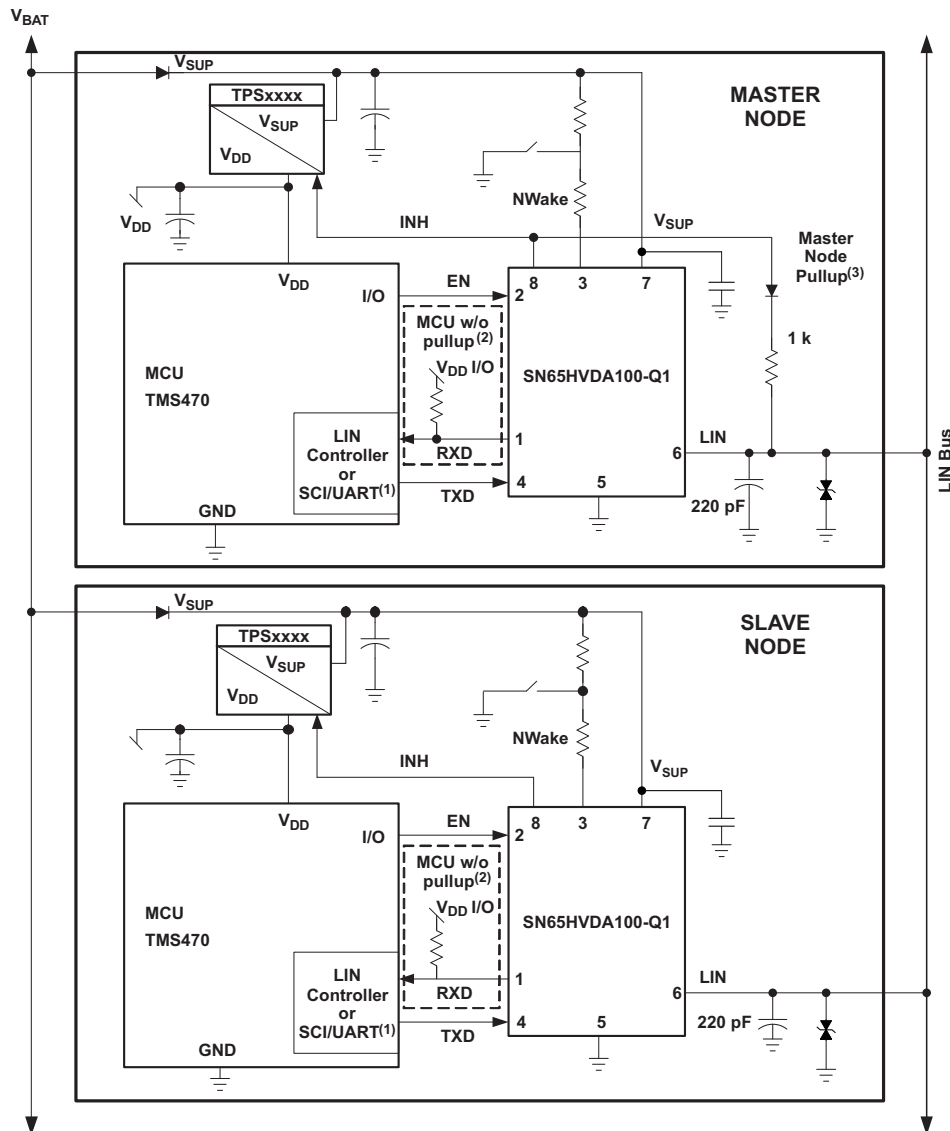 VBAT
VSUP
TPSxxxx
VSUP
VDD
MASTER
NODE
NWake
VDD
INH
VSUP
Master
Node
Pullup(3)
VDD
I/O
EN
2
8
3
7
MCU w/o
pullup(2)
VDD I/O
1 k
MCU
TMS470
SN65HVDA100-Q1
LIN
Controller
or
SCI/UART(1)
RXD
1
TXD
4
5
6
LIN
220 pF
GND
LIN Bus
VSUP
TPSxxxx
VSUP
VDD
SLAVE
NODE
NWake
INH
VSUP
VDD
I/O
EN
2
8
3
7
MCU w/o
pullup(2)
VDD I/O
MCU
TMS470
SN65HVDA100-Q1
LIN
Controller
or
SCI/UART(1)
RXD
1
TXD
4
5
6
LIN
220 pF
GND